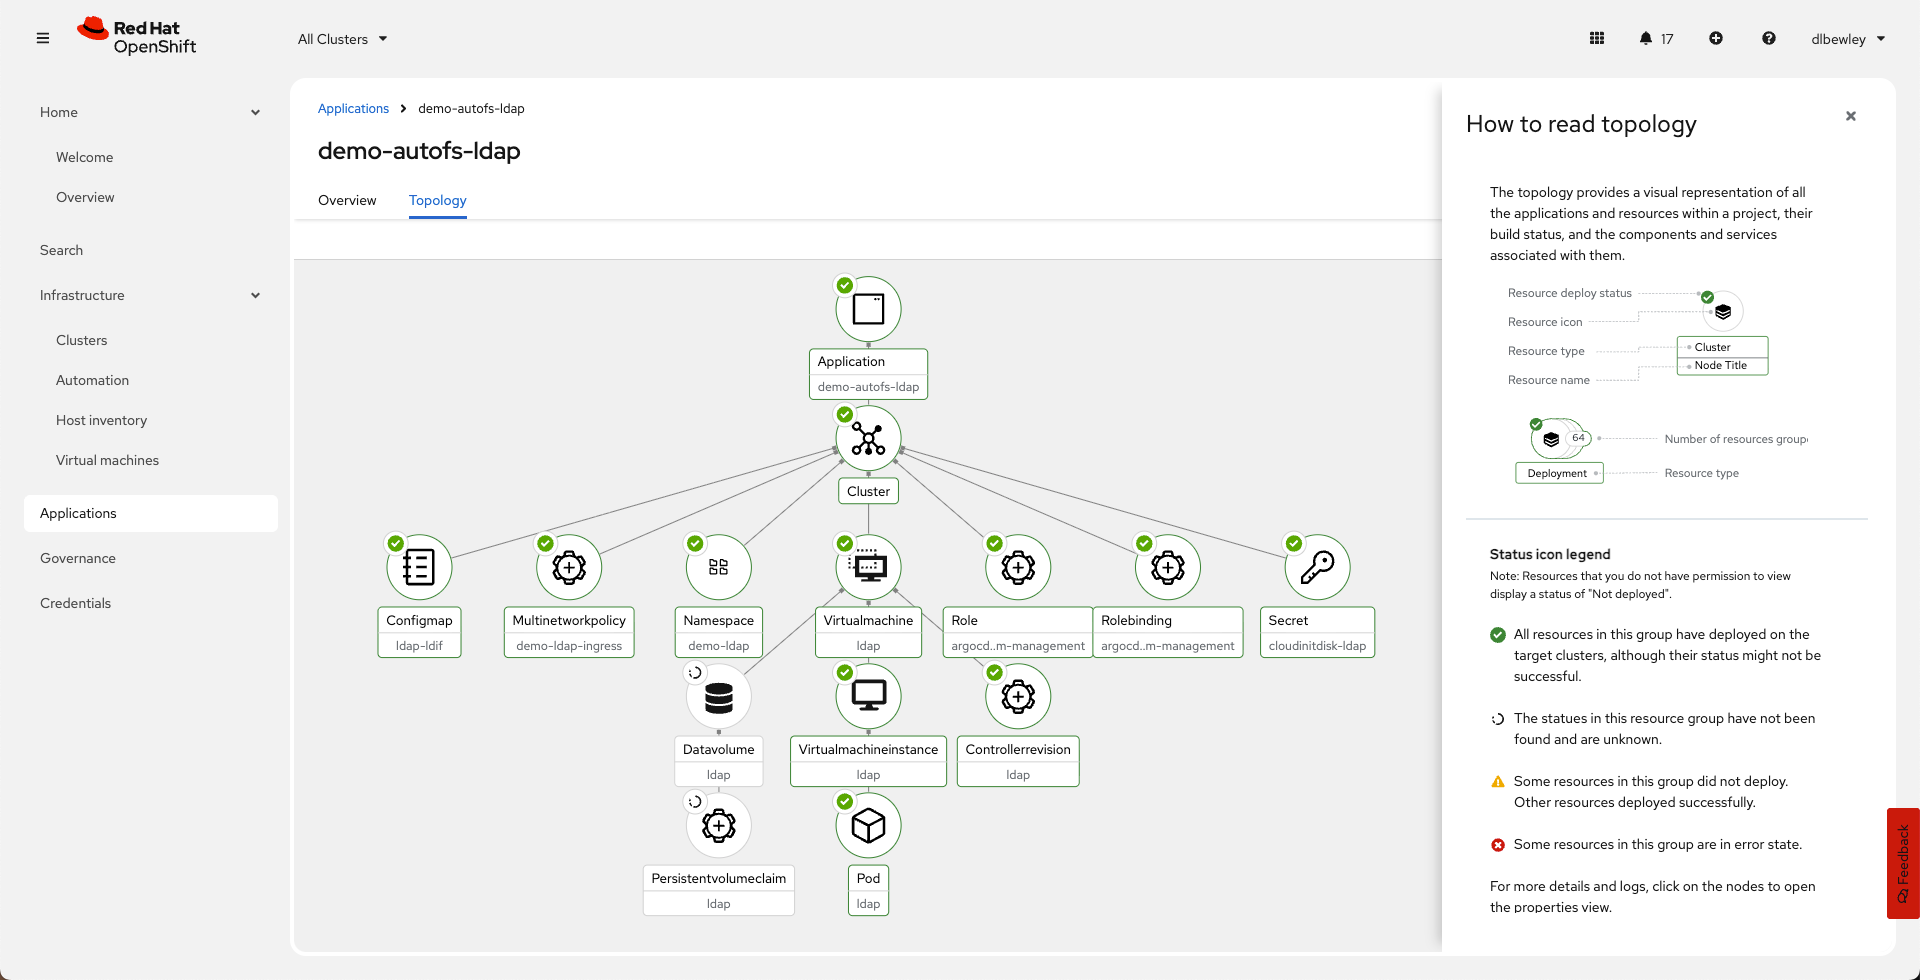 Red Hat
OpenShift
All Clusters
17
dlbewley
Home
Welcome
Overview
Search
Infrastructure
Clusters
Automation
Host inventory
Virtual machines
Applications
Governance
Credentials
Applications
demo-autofs-ldap
demo-autofs-ldap
Overview
Topology
Application
demo-autofs-ldap
Cluster
Configmap
ldap-ldif
Multinetworkpolicy
demo-ldap-ingress
Namespace
demo-ldap
Virtualmachine
ldap
Role
argocd..m-management
Rolebinding
argocd..m-management
Secret
cloudinitdisk-ldap
Datavolume
ldap
Virtualmachineinstance
ldap
Controllerrevision
ldap
Persistentvolumeclaim
ldap
Pod
ldap
How to read topology
The topology provides a visual representation of all
the applications and resources within a project, their
build status, and the components and services
associated with them.
Resource deploy status
Resource icon
Resource type
Resource name
Cluster
Node Title
64
Deployment
Number of resources groupe
Resource type
Status icon legend
Note: Resources that you do not have permission to view
display a status of "Not deployed".
All resources in this group have deployed on the
target clusters, although their status might not be
successful.
The statues in this resource group have not been
found and are unknown.
Some resources in this group did not deploy.
Other resources deployed successfully.
Some resources in this group are in error state.
For more details and logs, click on the nodes to open
the properties view.
Feedback